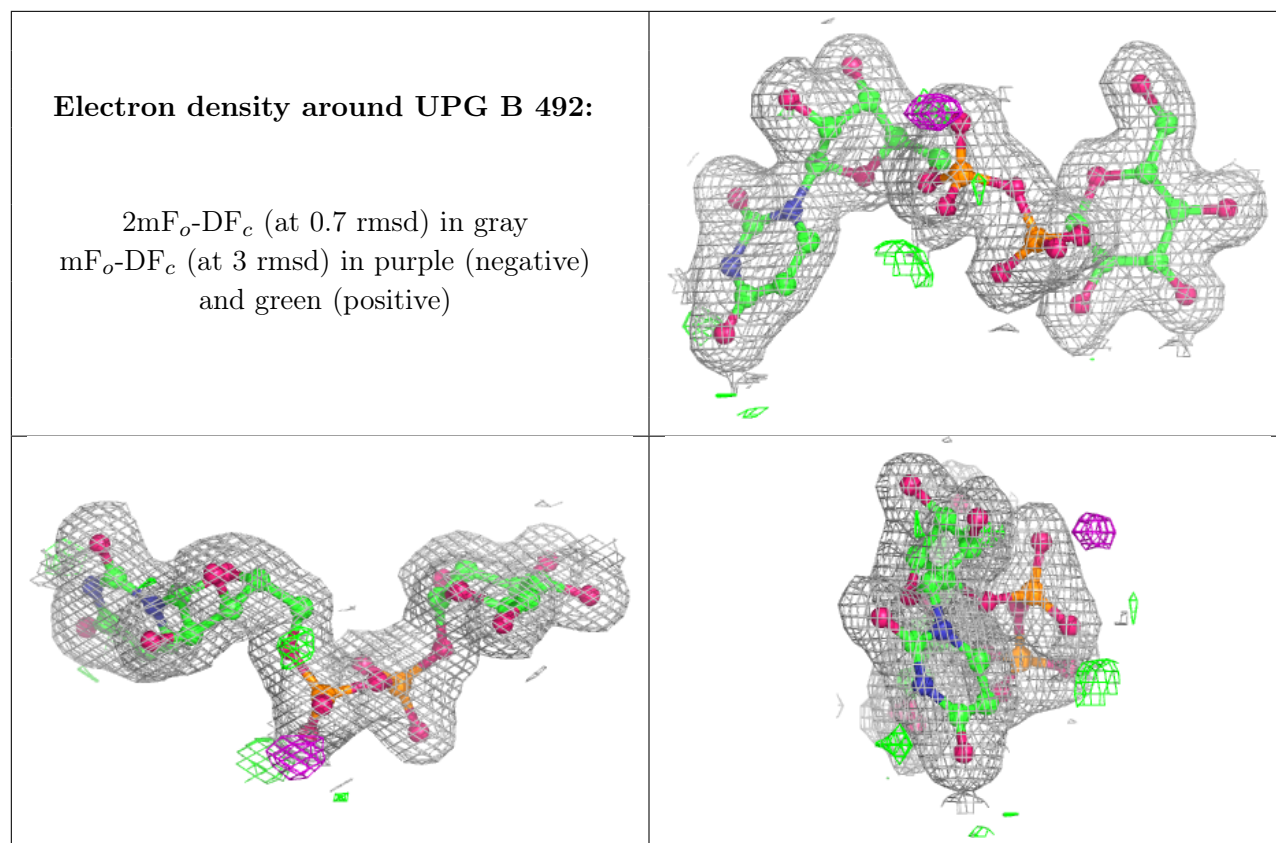 Electron density around UPG B 492:
2mFo-DFc (at 0.7 rmsd) in gray
mFo-DFc (at 3 rmsd) in purple (negative)
and green (positive)